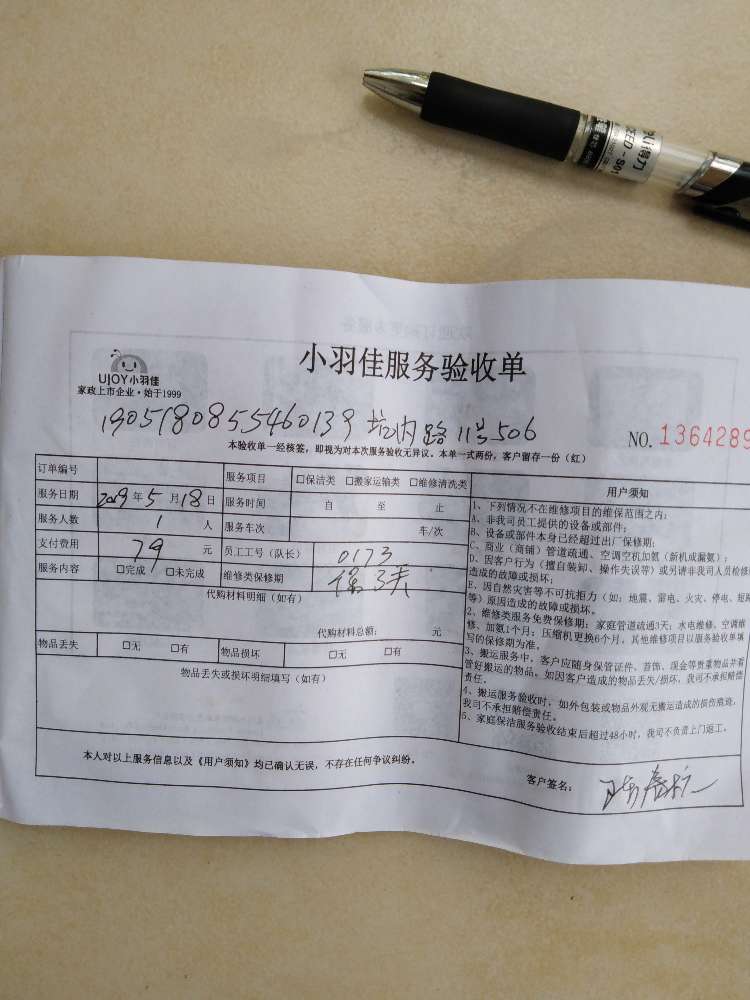 小羽佳服务验收单
UJOY小羽佳
家政上市企业·始于1999
1905180855460139 坑内路11号506
NO. 1364289
本验收单一经核签，即视为对本次服务验收无异议。本单一式两份，客户留存一份（红）
订单编号 服务项目 □保洁类 □搬家运输类 □维修清洗类
服务日期 2019年5月18日 服务时间 自 至 止
服务人数 1 人 服务车次 车/次
支付费用 79 元 员工工号（队长） 0173
服务内容 □完成 □未完成 维修类保修期 保3天
代购材料明细（如有）
代购材料总额： 元
物品丢失 □无 □有 物品损坏 □无 □有
物品丢失或损坏明细填写（如有）
用户须知
1、下列情况不在维修项目的维保范围之内：
A、非我司员工提供的设备或部件；
B、设备或部件本身已经超过出厂保修期；
C、商业（商铺）管道疏通、空调空机加氨（新机或漏氨）；
D、因客户行为（擅自装卸、操作失误等）或另请非我司人员检修
造成的故障或损坏；
E、因自然灾害等不可抗拒力（如：地震、雷电、火灾、停电、短路
等）原因造成的故障或损坏。
2、维修类服务免费保修期：家庭管道疏通3天；水电维修、空调维
修、加氨1个月；压缩机更换6个月，其他维修项目以服务验收单填
写的保修期为准。
3、搬运服务中，客户应随身保管证件、首饰、现金等贵重物品并看
管好搬运的物品。如因客户造成的物品丢失/损坏，我司不承担赔偿
责任。
4、搬运服务验收时，如外包装或物品外观无搬运造成的损伤痕迹，
我司不承担赔偿责任。
5、家庭保洁服务验收结束后超过48小时，我司不负责上门返工。
本人对以上服务信息以及《用户须知》均已确认无误，不存在任何争议纠纷。
客户签名：